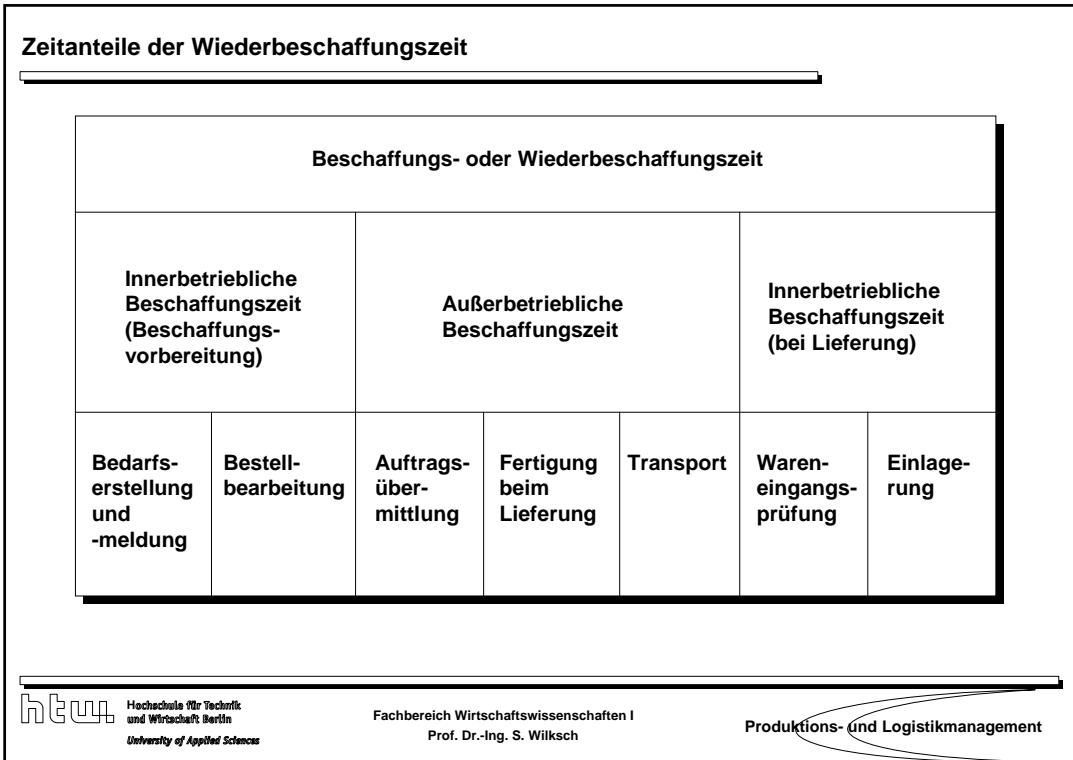 Zeitanteile der Wiederbeschaffungszeit
Beschaffungs- oder Wiederbeschaffungszeit
Innerbetriebliche
Beschaffungszeit
(Beschaffungs-
vorbereitung)
Außerbetriebliche
Beschaffungszeit
Innerbetriebliche
Beschaffungszeit
(bei Lieferung)
Bedarfs-
erstellung
und
-meldung
Bestell-
bearbeitung
Auftrags-
über-
mittlung
Fertigung
beim
Lieferung
Transport
Waren-
eingangs-
prüfung
Einlage-
rung
htw
Hochschule für Technik
und Wirtschaft Berlin
University of Applied Sciences
Fachbereich Wirtschaftswissenschaften I
Prof. Dr.-Ing. S. Wilksch
Produktions- und Logistikmanagement